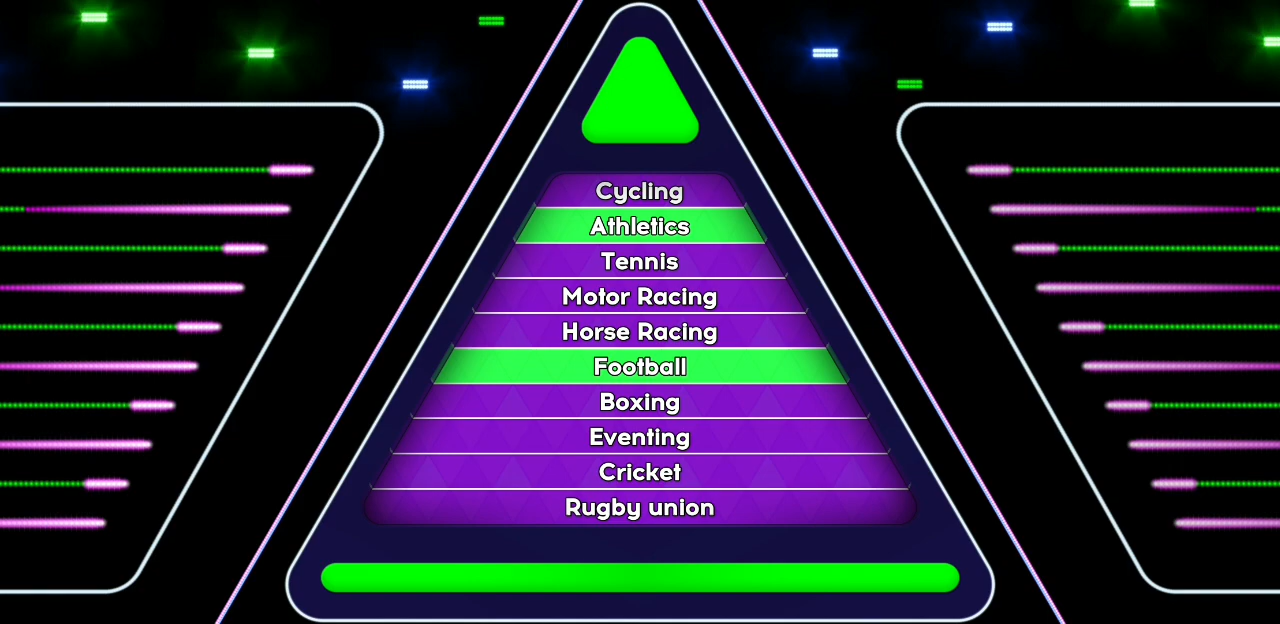 Cycling
Athletics
Tennis
Motor Racing
Horse Racing
Football
Boxing
Eventing
Cricket
Rugby union